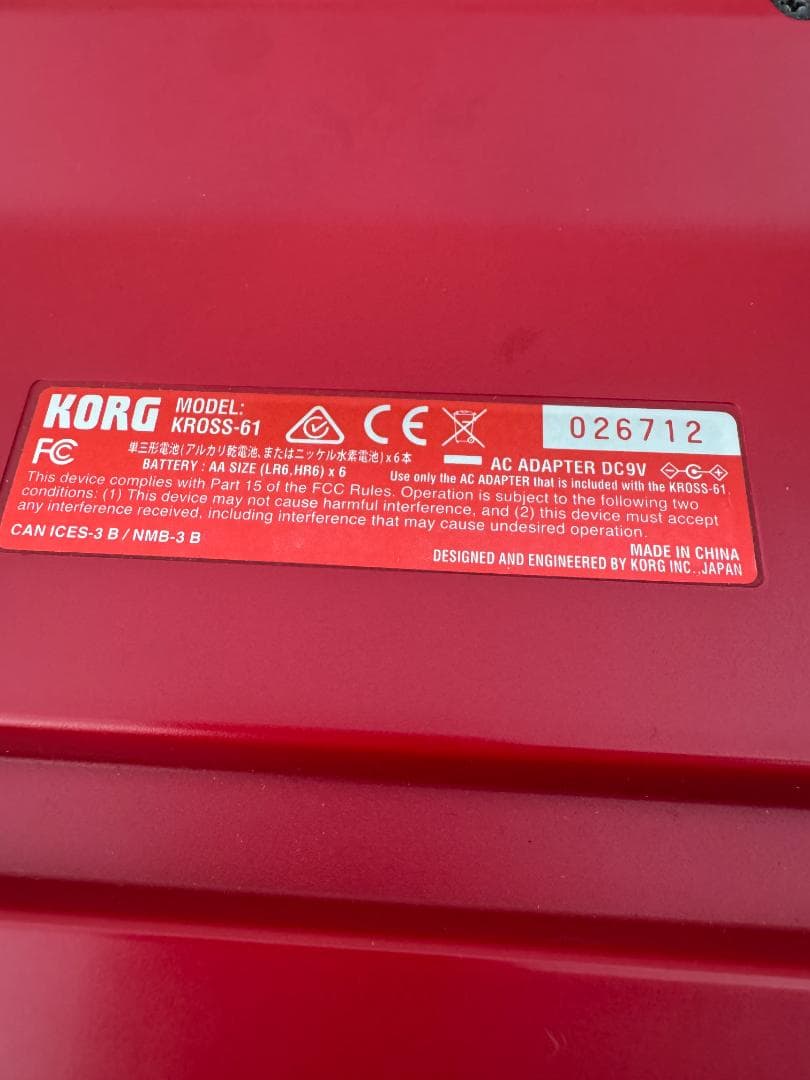 KORG MODEL: KROSS-61
026712
FC CE
単三形電池(アルカリ乾電池、またはニッケル水素電池)x6本
BATTERY : AA SIZE (LR6,HR6) x 6
AC ADAPTER DC9V
Use only the AC ADAPTER that is included with the KROSS-61
This device complies with Part 15 of the FCC Rules. Operation is subject to the following two
conditions: (1) This device may not cause harmful interference, and (2) this device must accept
any interference received, including interference that may cause undesired operation.
CAN ICES-3 B / NMB-3 B
MADE IN CHINA
DESIGNED AND ENGINEERED BY KORG INC.,JAPAN